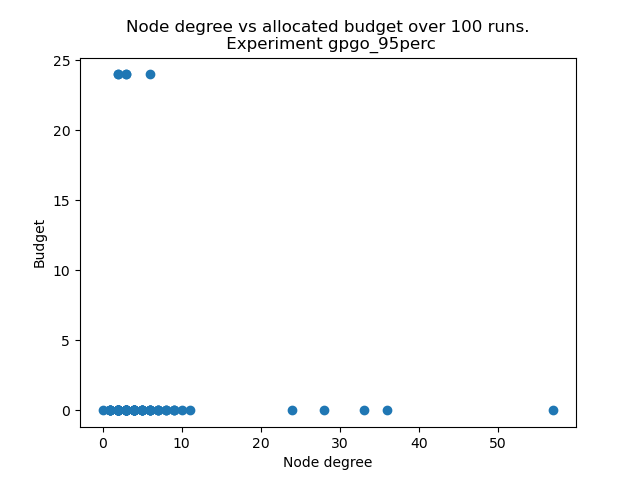 Node degree vs allocated budget over 100 runs.
Experiment gpgo_95perc
25
20
15
10
5
0
Budget
0 10 20 30 40 50
Node degree